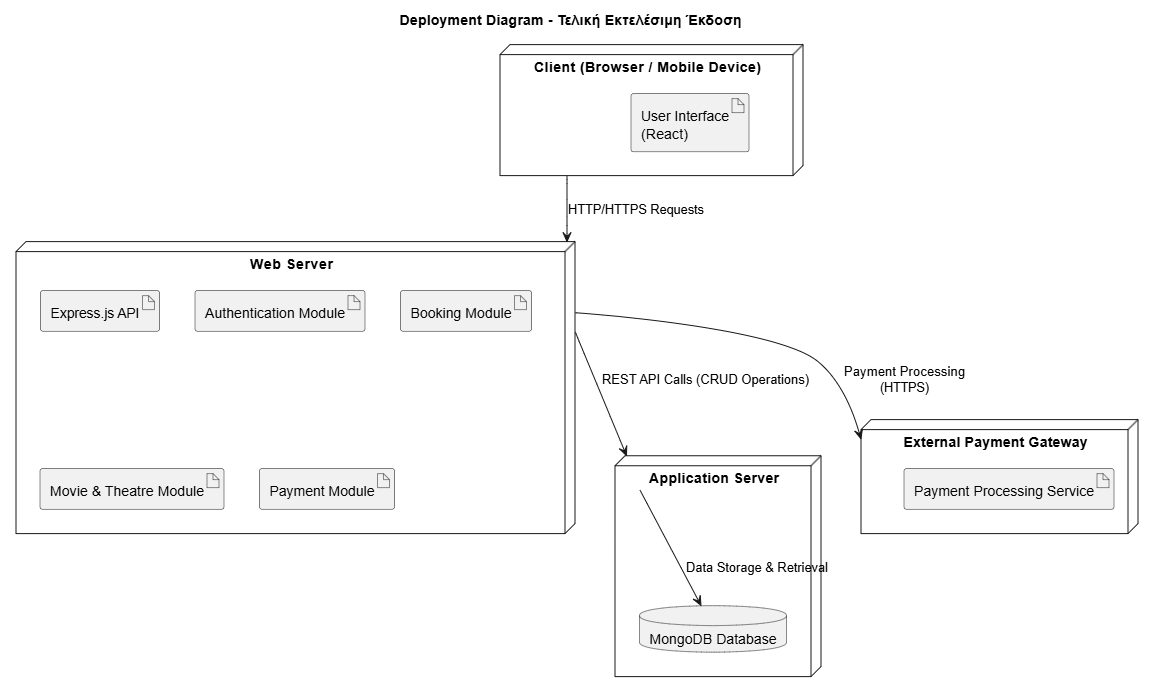 Deployment Diagram - Τελική Εκτελέσιμη Έκδοση
Client (Browser / Mobile Device)
User Interface
(React)
HTTP/HTTPS Requests
Web Server
Express.js API
Authentication Module
Booking Module
Movie & Theatre Module
Payment Module
REST API Calls (CRUD Operations)
Payment Processing
(HTTPS)
External Payment Gateway
Payment Processing Service
Application Server
Data Storage & Retrieval
MongoDB Database